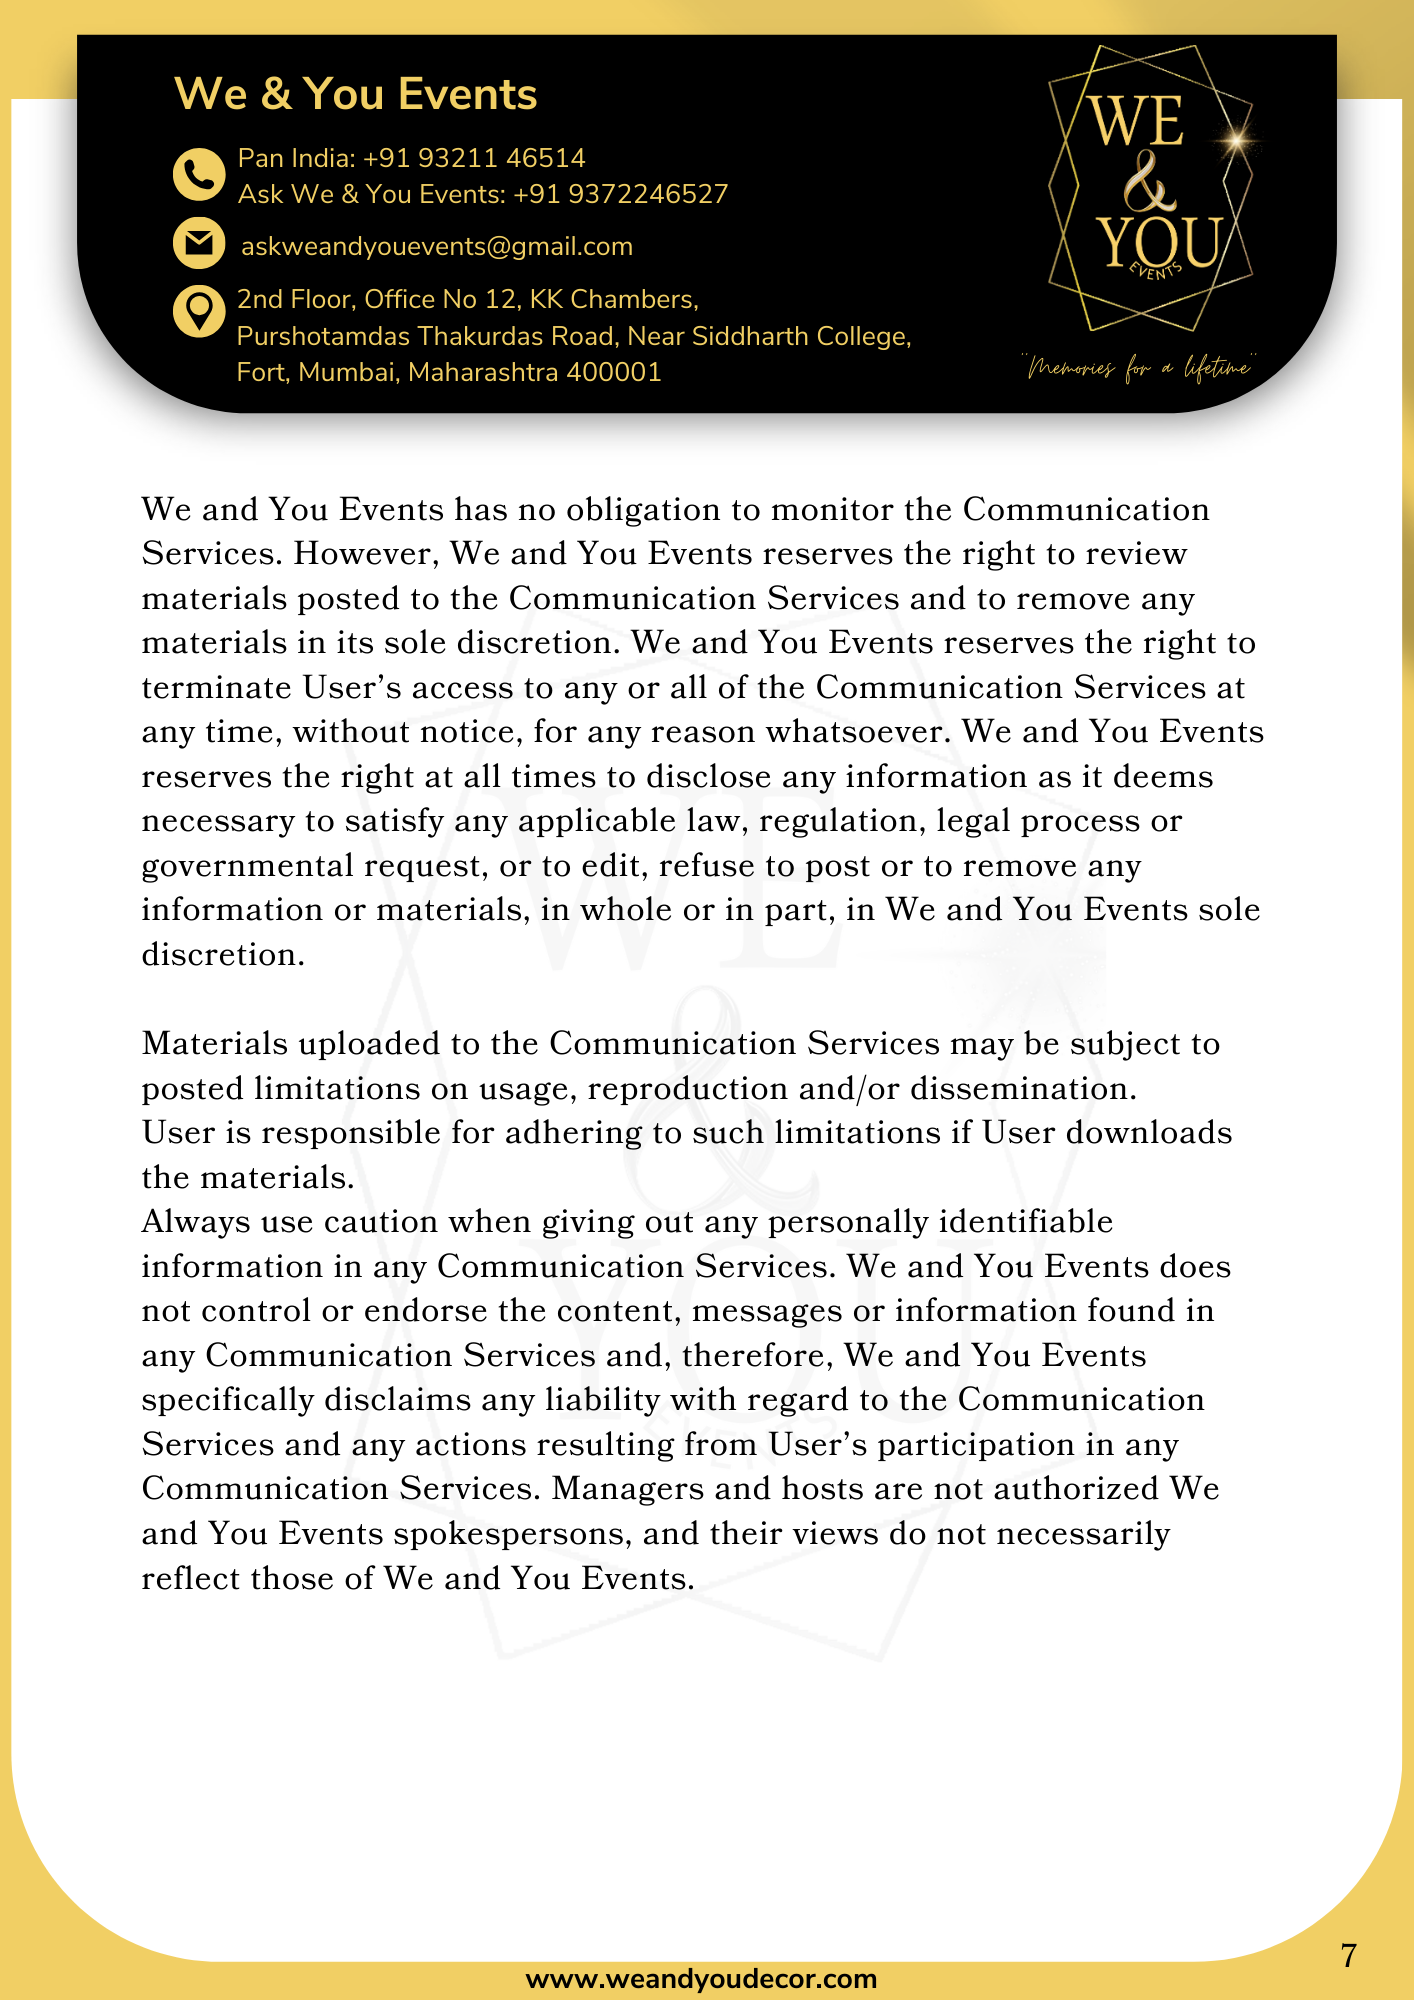 We & You Events
Pan India: +91 93211 46514
Ask We & You Events: +91 9372246527
askweandyouevents@gmail.com
2nd Floor, Office No 12, KK Chambers,
Purshotamdas Thakurdas Road, Near Siddharth College,
Fort, Mumbai, Maharashtra 400001
WE
&
YOU
EVENTS
"Memories for a lifetime"
We and You Events has no obligation to monitor the Communication
Services. However, We and You Events reserves the right to review
materials posted to the Communication Services and to remove any
materials in its sole discretion. We and You Events reserves the right to
terminate User’s access to any or all of the Communication Services at
any time, without notice, for any reason whatsoever. We and You Events
reserves the right at all times to disclose any information as it deems
necessary to satisfy any applicable law, regulation, legal process or
governmental request, or to edit, refuse to post or to remove any
information or materials, in whole or in part, in We and You Events sole
discretion.
Materials uploaded to the Communication Services may be subject to
posted limitations on usage, reproduction and/or dissemination.
User is responsible for adhering to such limitations if User downloads
the materials.
Always use caution when giving out any personally identifiable
information in any Communication Services. We and You Events does
not control or endorse the content, messages or information found in
any Communication Services and, therefore, We and You Events
specifically disclaims any liability with regard to the Communication
Services and any actions resulting from User’s participation in any
Communication Services. Managers and hosts are not authorized We
and You Events spokespersons, and their views do not necessarily
reflect those of We and You Events.
WE
&
YOU
EVENTS
7
www.weandyoudecor.com